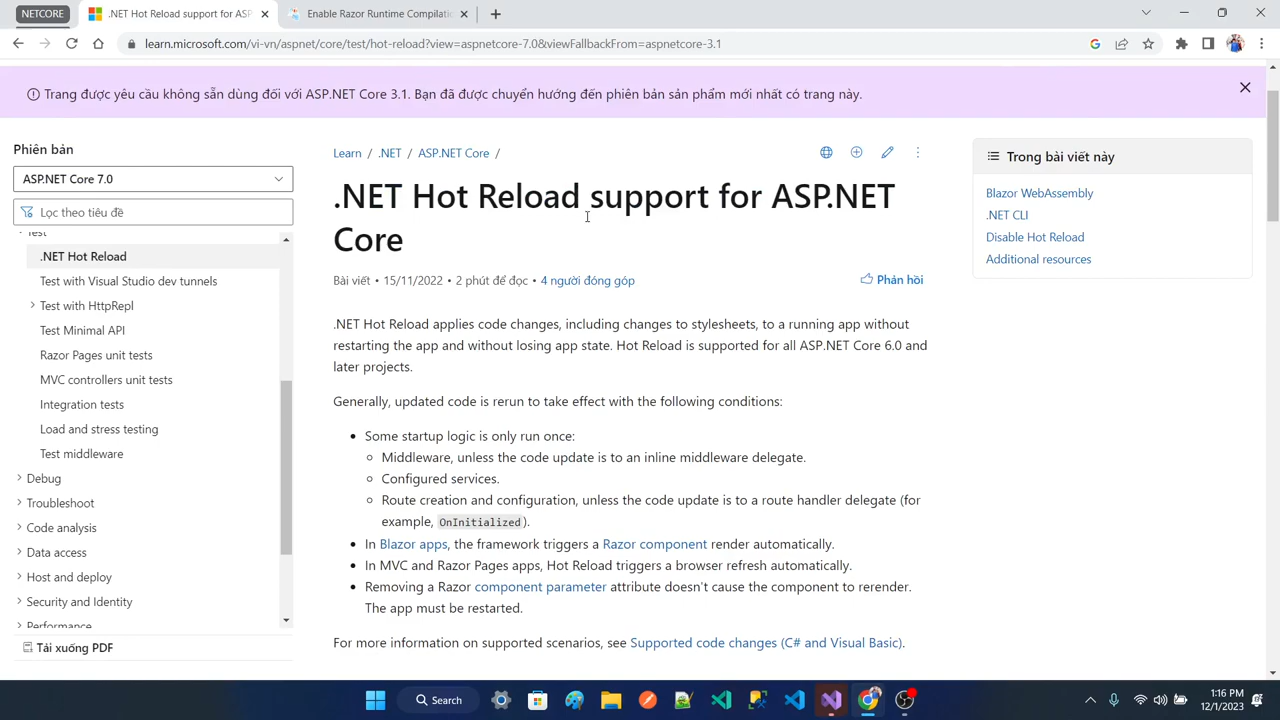 NETCORE
.NET Hot Reload support for ASP
Enable Razor Runtime Compilatio
learn.microsoft.com/vi-vn/aspnet/core/test/hot-reload?view=aspnetcore-7.0&viewFallbackFrom=aspnetcore-3.1
Trang được yêu cầu không sẵn dùng đối với ASP.NET Core 3.1. Bạn đã được chuyển hướng đến phiên bản sản phẩm mới nhất có trang này.
Phiên bản
ASP.NET Core 7.0
Lọc theo tiêu đề
Test
.NET Hot Reload
Test with Visual Studio dev tunnels
Test with HttpRepl
Test Minimal API
Razor Pages unit tests
MVC controllers unit tests
Integration tests
Load and stress testing
Test middleware
Debug
Troubleshoot
Code analysis
Data access
Host and deploy
Security and Identity
Performance
Tải xuống PDF
Learn / .NET / ASP.NET Core /
.NET Hot Reload support for ASP.NET
Core
Bài viết • 15/11/2022 • 2 phút để đọc • 4 người đóng góp
Phản hồi
.NET Hot Reload applies code changes, including changes to stylesheets, to a running app without
restarting the app and without losing app state. Hot Reload is supported for all ASP.NET Core 6.0 and
later projects.
Generally, updated code is rerun to take effect with the following conditions:
• Some startup logic is only run once:
Middleware, unless the code update is to an inline middleware delegate.
Configured services.
Route creation and configuration, unless the code update is to a route handler delegate (for
example, OnInitialized).
• In Blazor apps, the framework triggers a Razor component render automatically.
• In MVC and Razor Pages apps, Hot Reload triggers a browser refresh automatically.
• Removing a Razor component parameter attribute doesn't cause the component to rerender.
The app must be restarted.
For more information on supported scenarios, see Supported code changes (C# and Visual Basic).
Trong bài viết này
Blazor WebAssembly
.NET CLI
Disable Hot Reload
Additional resources
Search
1:16 PM
12/1/2023